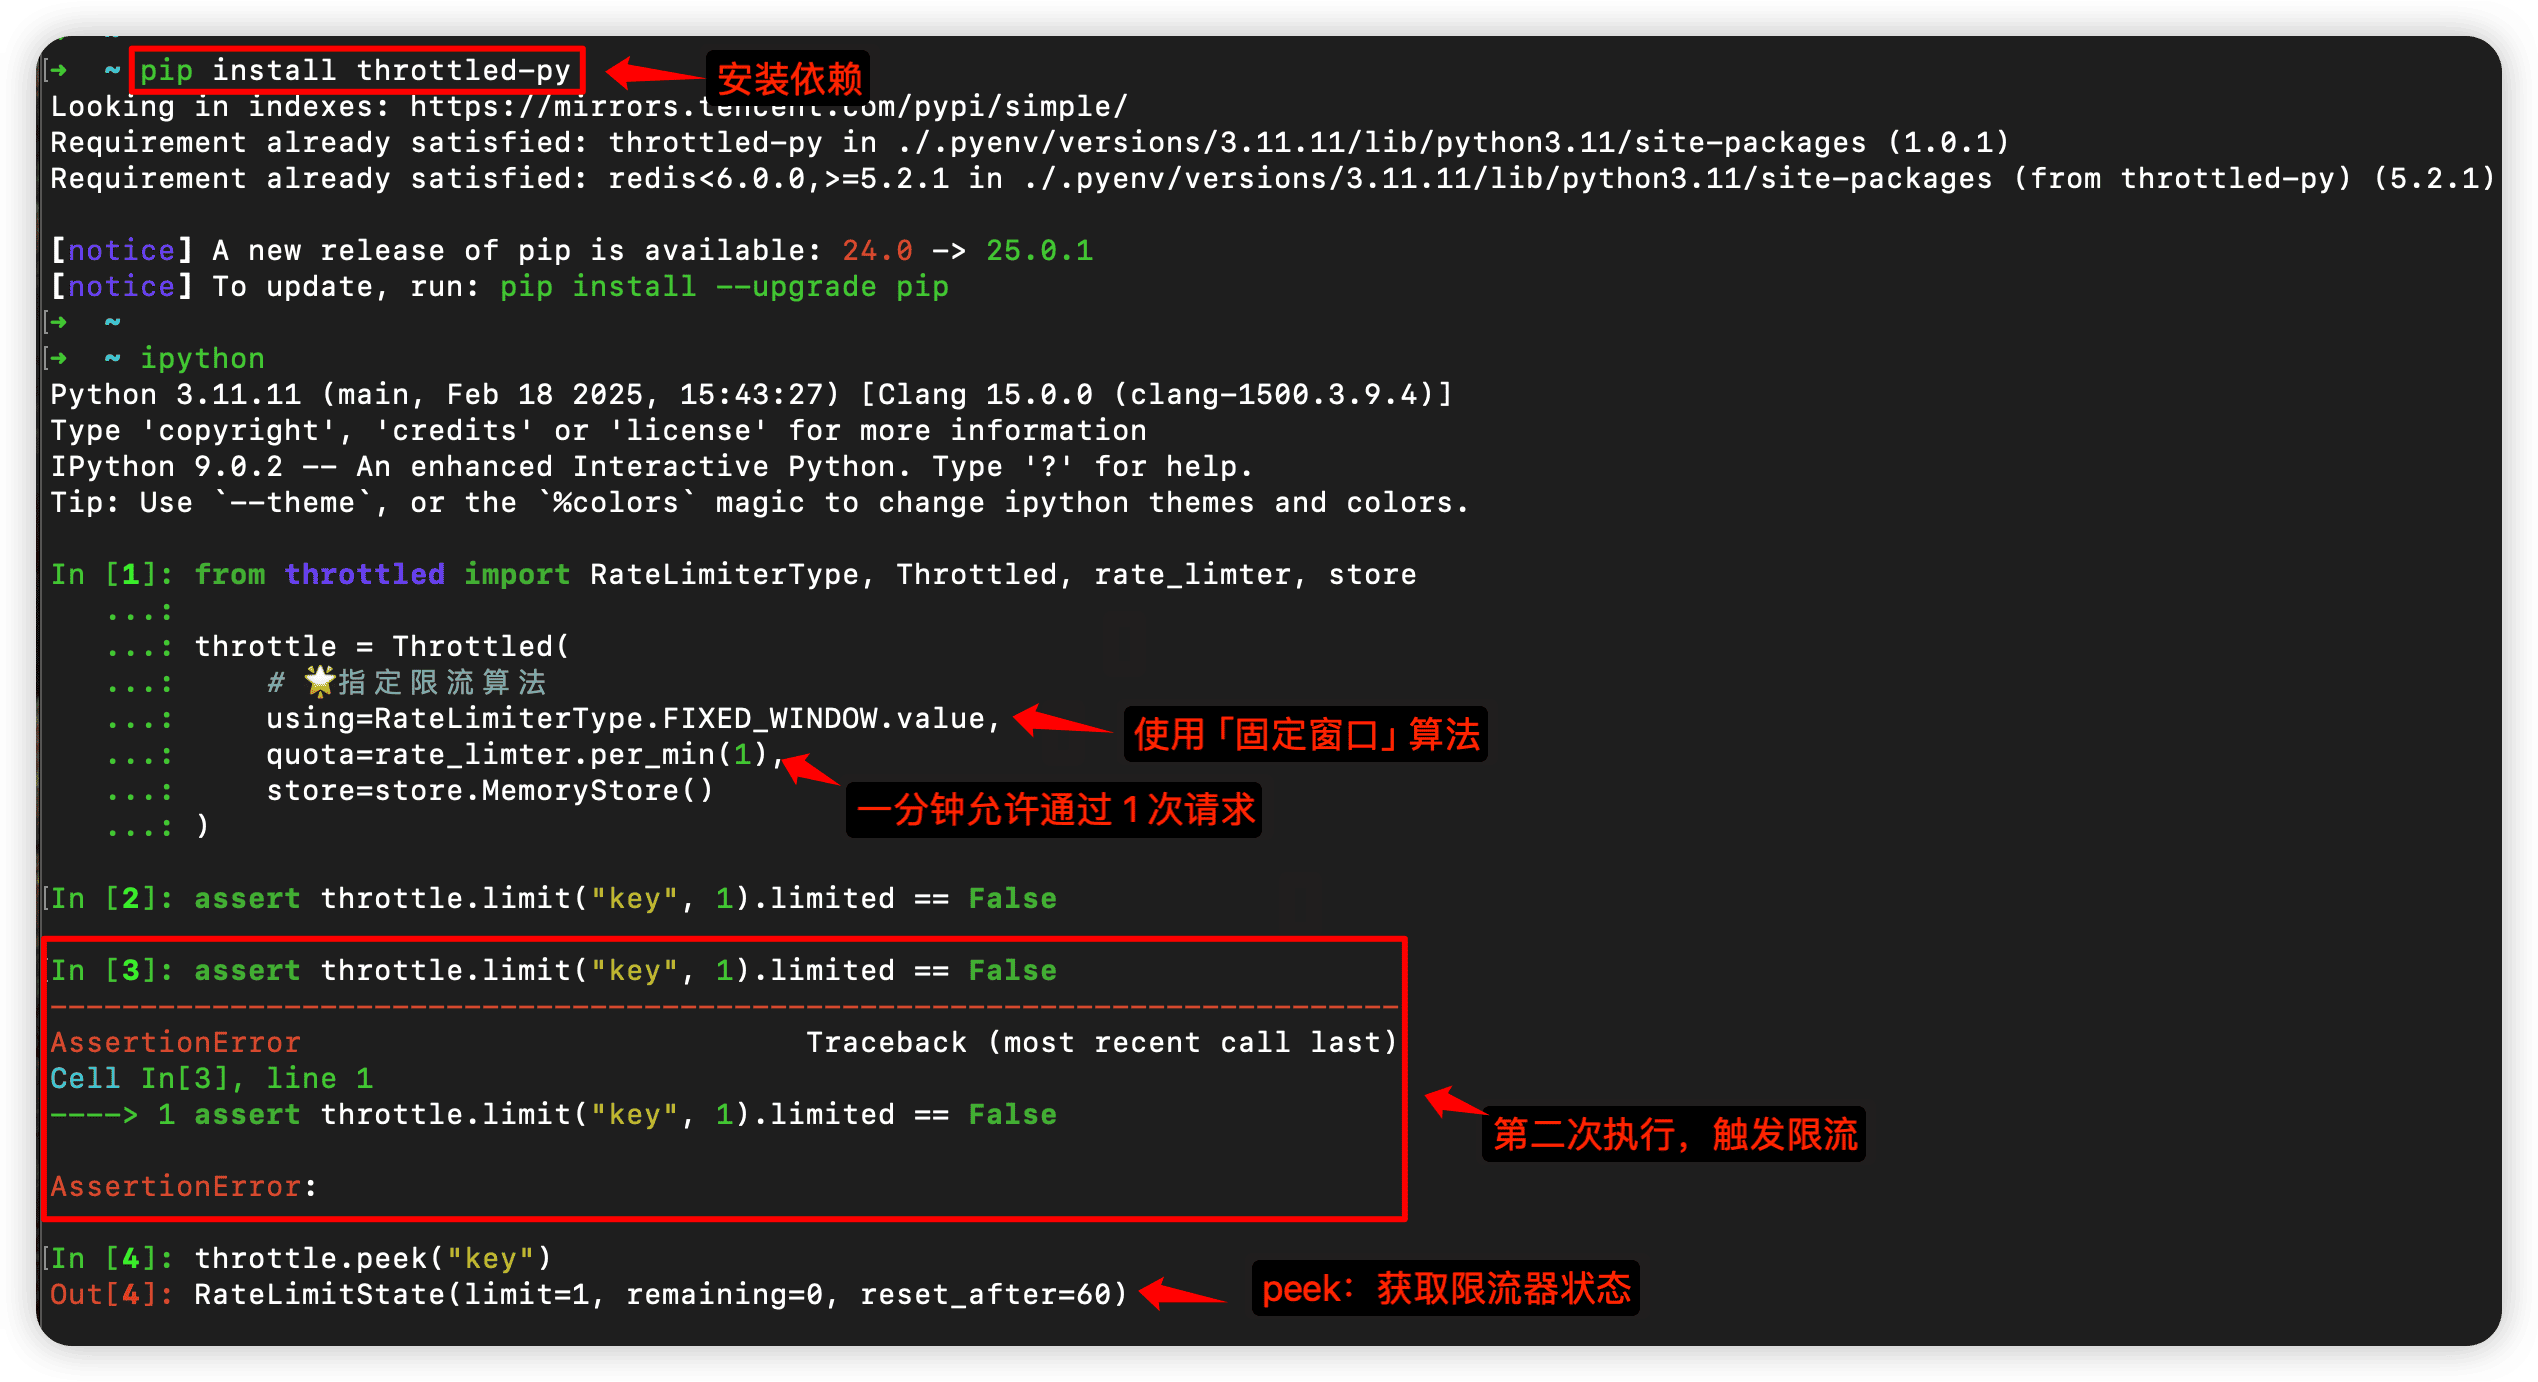 ➜ ~ pip install throttled-py
安装依赖
Looking in indexes: https://mirrors.tencent.com/pypi/simple/
Requirement already satisfied: throttled-py in ./.pyenv/versions/3.11.11/lib/python3.11/site-packages (1.0.1)
Requirement already satisfied: redis<6.0.0,>=5.2.1 in ./.pyenv/versions/3.11.11/lib/python3.11/site-packages (from throttled-py) (5.2.1)
[notice] A new release of pip is available: 24.0 -> 25.0.1
[notice] To update, run: pip install --upgrade pip
➜ ~
➜ ~ ipython
Python 3.11.11 (main, Feb 18 2025, 15:43:27) [Clang 15.0.0 (clang-1500.3.9.4)]
Type 'copyright', 'credits' or 'license' for more information
IPython 9.0.2 -- An enhanced Interactive Python. Type '?' for help.
Tip: Use `--theme`, or the `%colors` magic to change ipython themes and colors.
In [1]: from throttled import RateLimiterType, Throttled, rate_limter, store
...:
...: throttle = Throttled(
...:     # 🌟指定限流算法
...:     using=RateLimiterType.FIXED_WINDOW.value,
使用「固定窗口」算法
...:     quota=rate_limter.per_min(1),
一分钟允许通过 1 次请求
...:     store=store.MemoryStore()
...: )
In [2]: assert throttle.limit("key", 1).limited == False
In [3]: assert throttle.limit("key", 1).limited == False
---------------------------------------------------------------------------
AssertionError                            Traceback (most recent call last)
Cell In[3], line 1
----> 1 assert throttle.limit("key", 1).limited == False
第二次执行，触发限流
AssertionError:
In [4]: throttle.peek("key")
Out[4]: RateLimitState(limit=1, remaining=0, reset_after=60)
peek：获取限流器状态